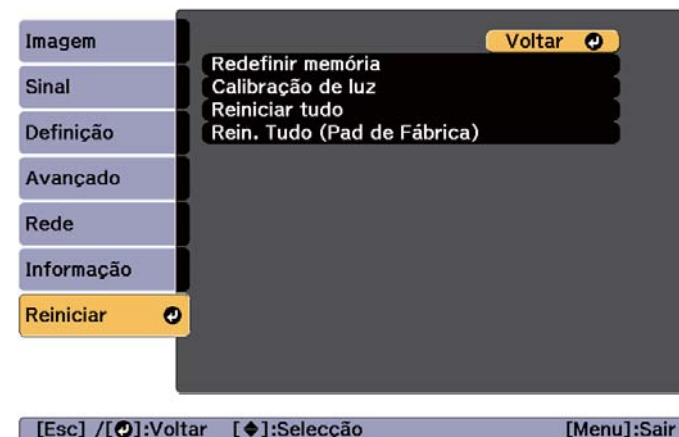 Imagem
Sinal
Definição
Avançado
Rede
Informação
Reiniciar
Voltar
Redefinir memória
Calibração de luz
Reiniciar tudo
Rein. Tudo (Pad de Fábrica)
[Esc] /[⏎]:Voltar [◆]:Selecção [Menu]:Sair